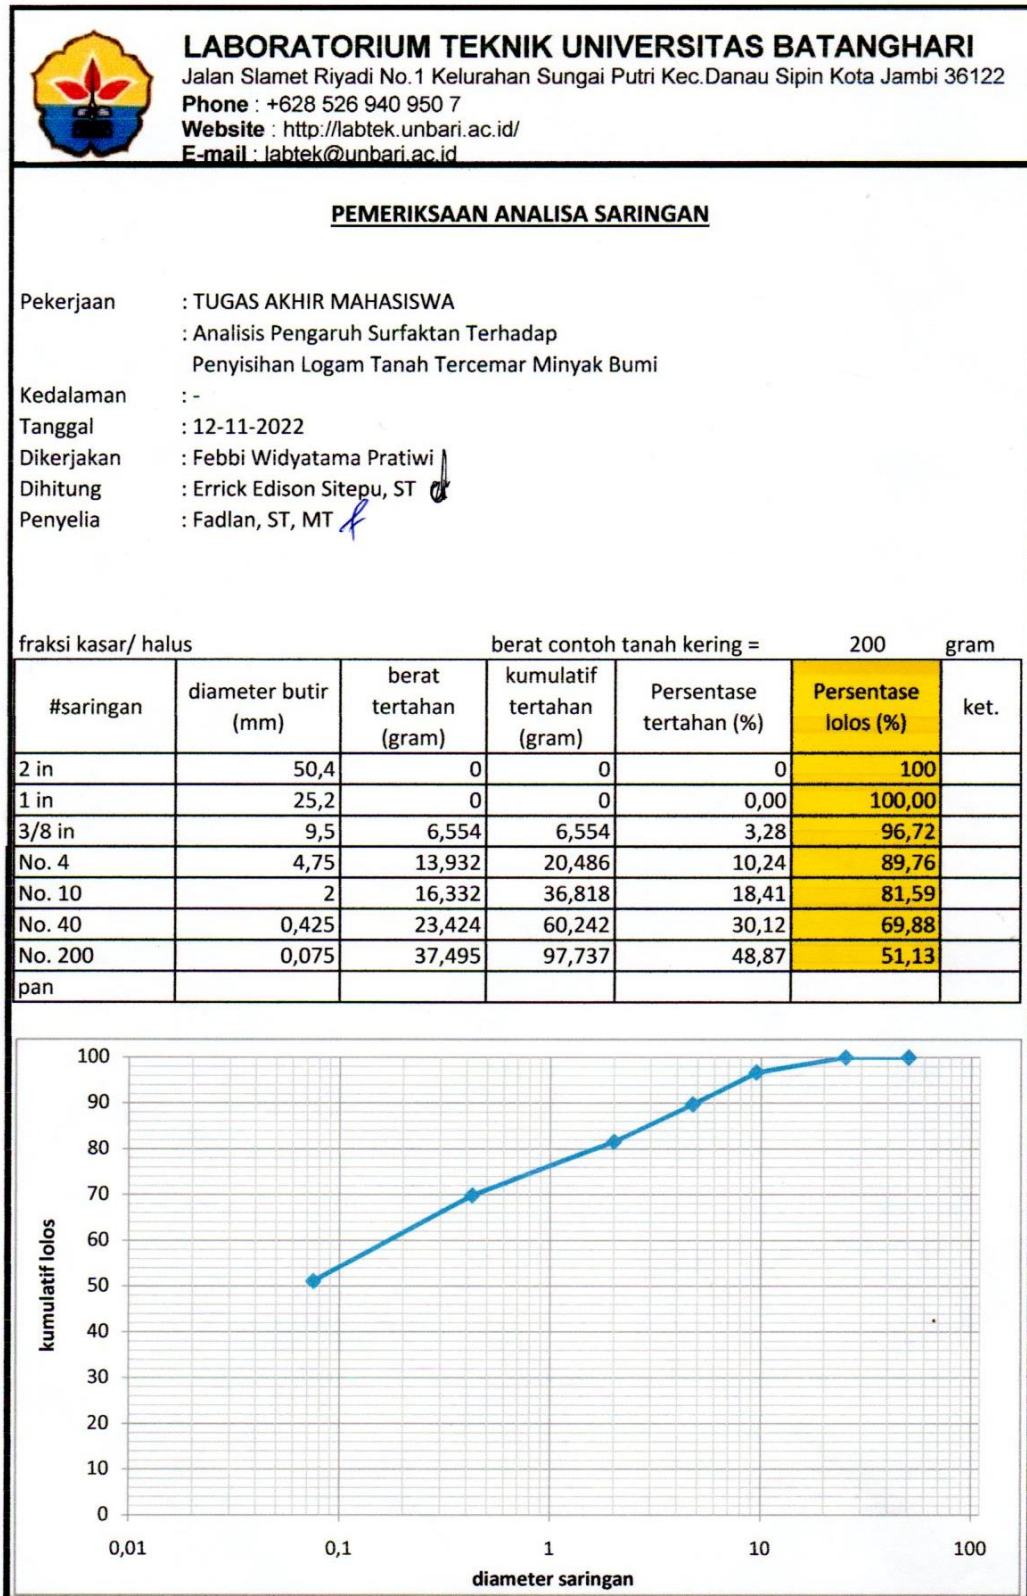 LABORATORIUM TEKNIK UNIVERSITAS BATANGHARI
Jalan Slamet Riyadi No.1 Kelurahan Sungai Putri Kec.Danau Sipin Kota Jambi 36122
Phone : +628 526 940 950 7
Website : http://labtek.unbari.ac.id/
E-mail : labtek@unbari.ac.id
PEMERIKSAAN ANALISA SARINGAN
Pekerjaan : TUGAS AKHIR MAHASISWA
: Analisis Pengaruh Surfaktan Terhadap
Penyisihan Logam Tanah Tercemar Minyak Bumi
Kedalaman : -
Tanggal : 12-11-2022
Dikerjakan : Febbi Widyatama Pratiwi
Dihitung : Errick Edison Sitepu, ST
Penyelia : Fadlan, ST, MT
fraksi kasar/ halus berat contoh tanah kering = 200 gram
#saringan diameter butir (mm) berat tertahan (gram) kumulatif tertahan (gram) Persentase tertahan (%) Persentase lolos (%) ket.
2 in 50,4 0 0 0 100
1 in 25,2 0 0 0,00 100,00
3/8 in 9,5 6,554 6,554 3,28 96,72
No. 4 4,75 13,932 20,486 10,24 89,76
No. 10 2 16,332 36,818 18,41 81,59
No. 40 0,425 23,424 60,242 30,12 69,88
No. 200 0,075 37,495 97,737 48,87 51,13
pan
kumulatif lolos
100
90
80
70
60
50
40
30
20
10
0
0,01 0,1 1 10 100
diameter saringan